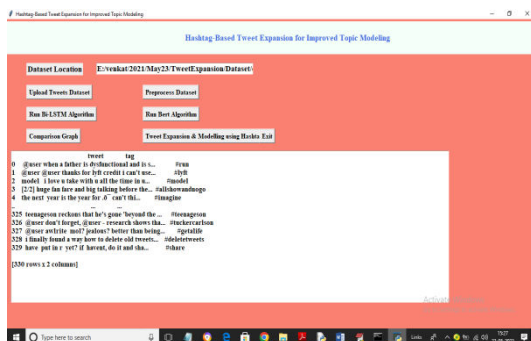 Hashtag-Based Tweet Expansion for Improved Topic Modeling
Hashtag-Based Tweet Expansion for Improved Topic Modeling
Dataset Location E:/venkat/2021/May23/TweetExpansion/Dataset/
Upload Tweets Dataset Preprocess Dataset
Run Bi-LSTM Algorithm Run Bert Algorithm
Comparison Graph Tweet Expansion & Modelling using Hashta Exit
tweet tag
0 @user when a father is dysfunctional and is s... #run
1 @user @user thanks for lyft credit i can't use... #lyft
2 model i love u take with u all the time in u... #model
3 [2/2] huge fan fare and big talking before the... #allshowandnogo
4 the next year is the year for .0¯ can't thi... #imagine
.. ... ...
325 teenageson reckons that he's gone 'beyond the ... #teenageson
326 @user don't forget, @user - research shows tha... #tuckercarlson
327 @user awlrite mol? jealous? better than being... #getalife
328 i finally found a way how to delete old tweets... #deletetweets
329 have put in r yet? if havent, do it and sha... #share
[330 rows x 2 columns]
Type here to search Links 19:27